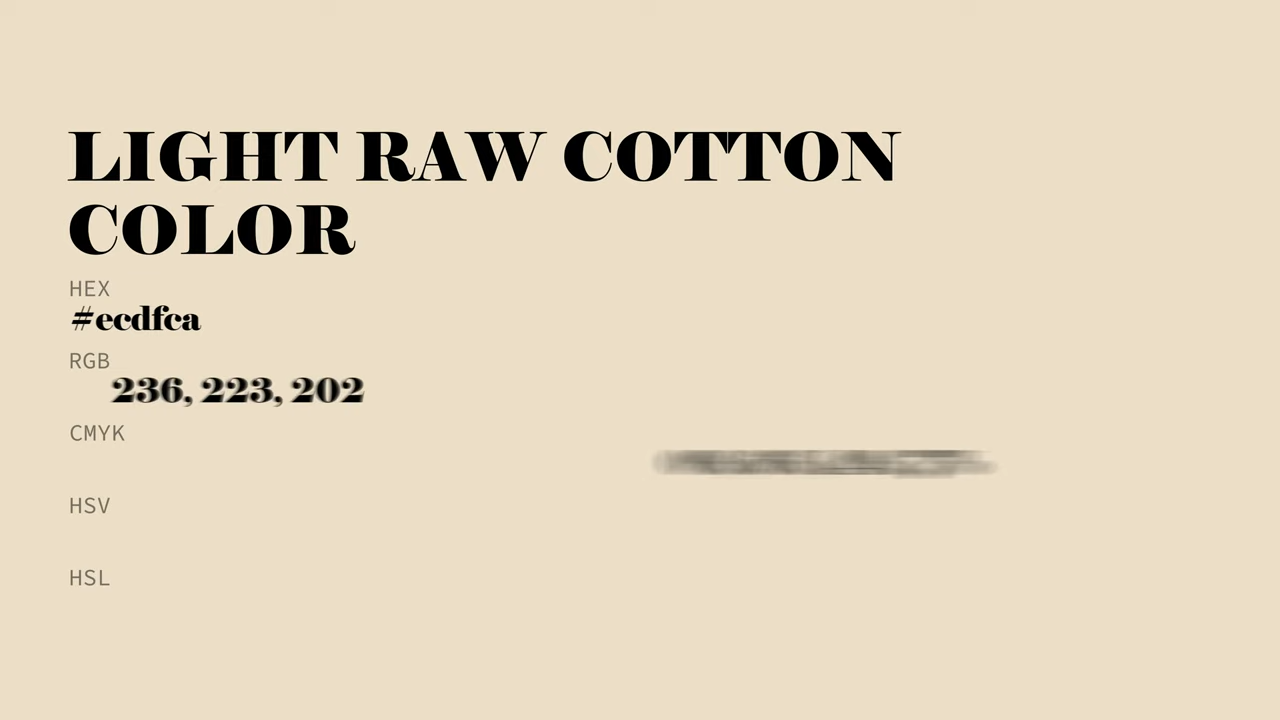 LIGHT RAW COTTON
COLOR
HEX
#ecdfca
RGB
236, 223, 202
CMYK
HSV
HSL